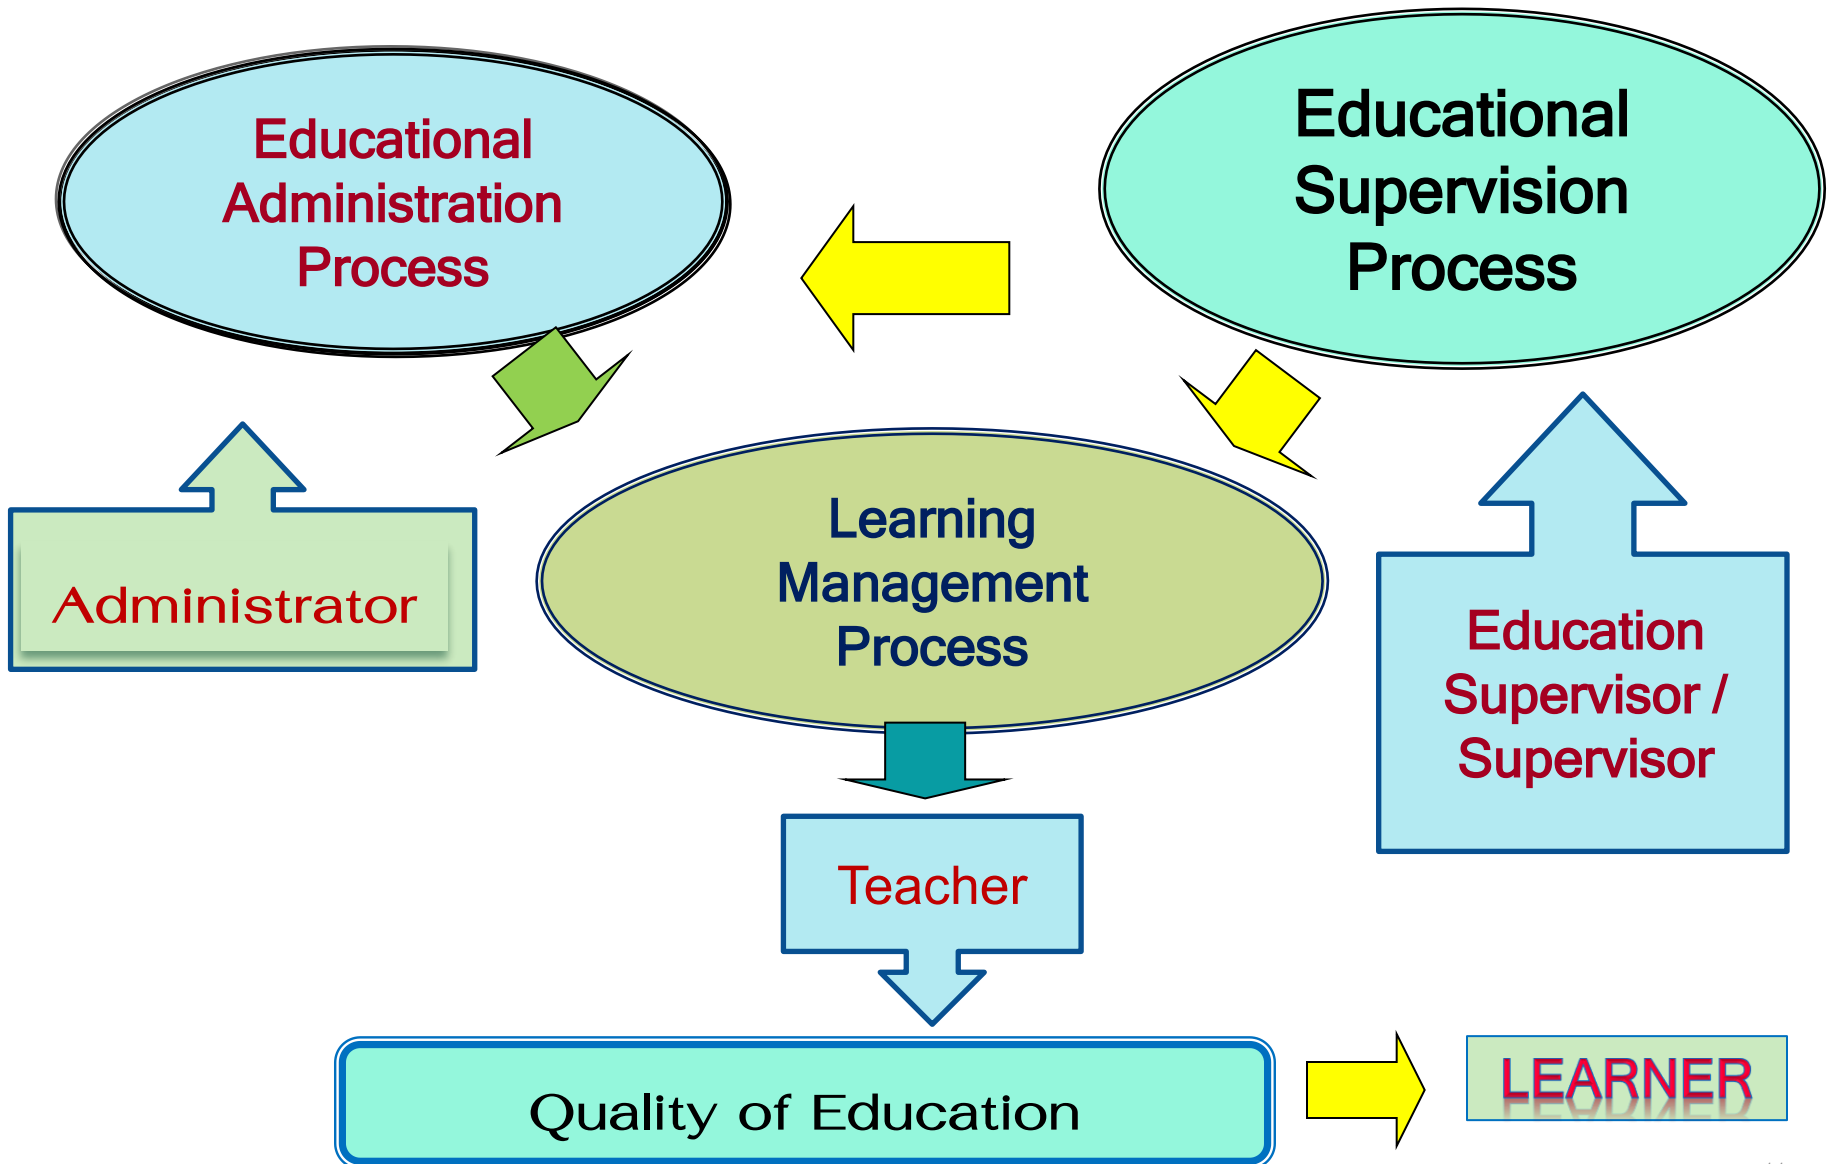 Educational
Administration
Process
Educational
Supervision
Process
Learning
Management
Process
Administrator
Education
Supervisor /
Supervisor
Teacher
Quality of Education
LEARNER